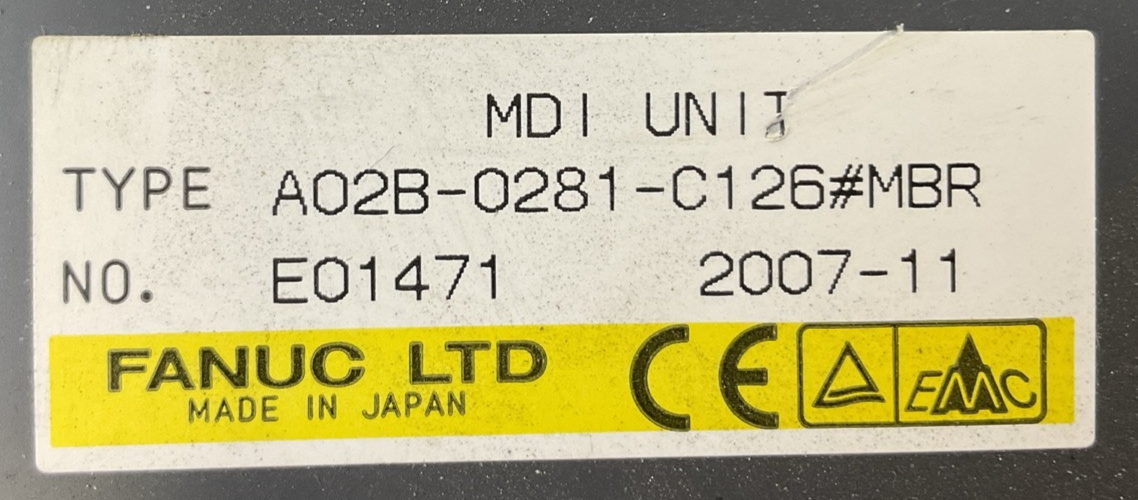 MDI UNIT
TYPE A02B-0281-C126#MBR
NO. E01471 2007-11
FANUC LTD CE EMC
MADE IN JAPAN